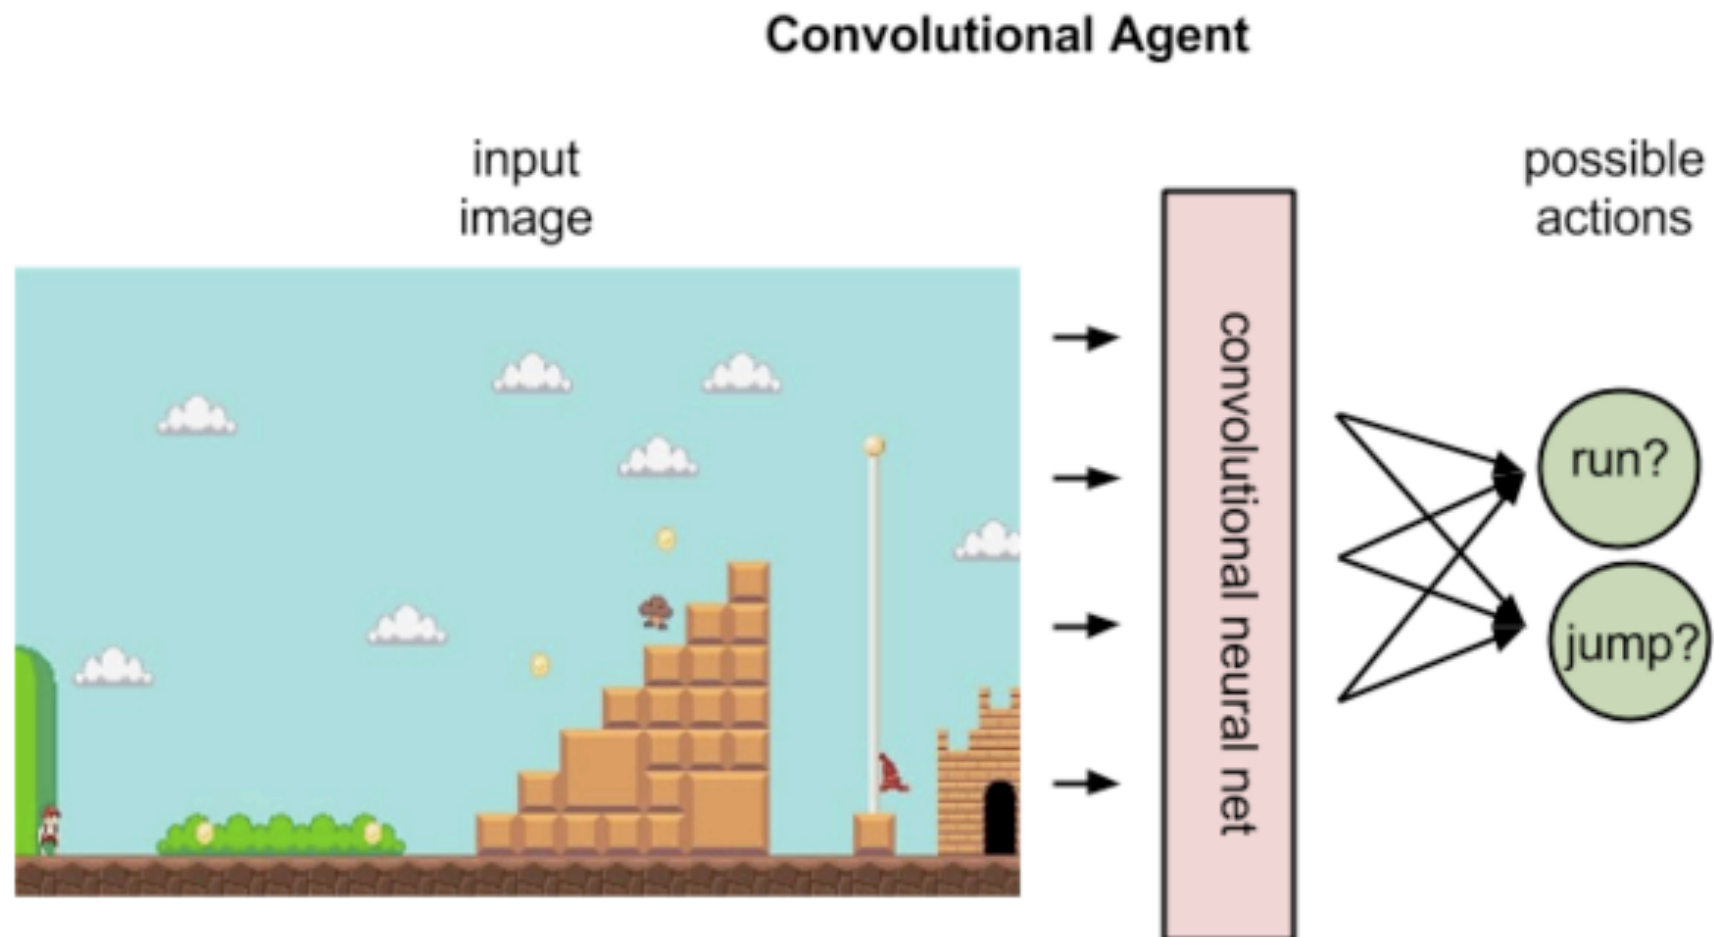 Convolutional Agent
input
image
possible
actions
convolutional neural net
run?
jump?